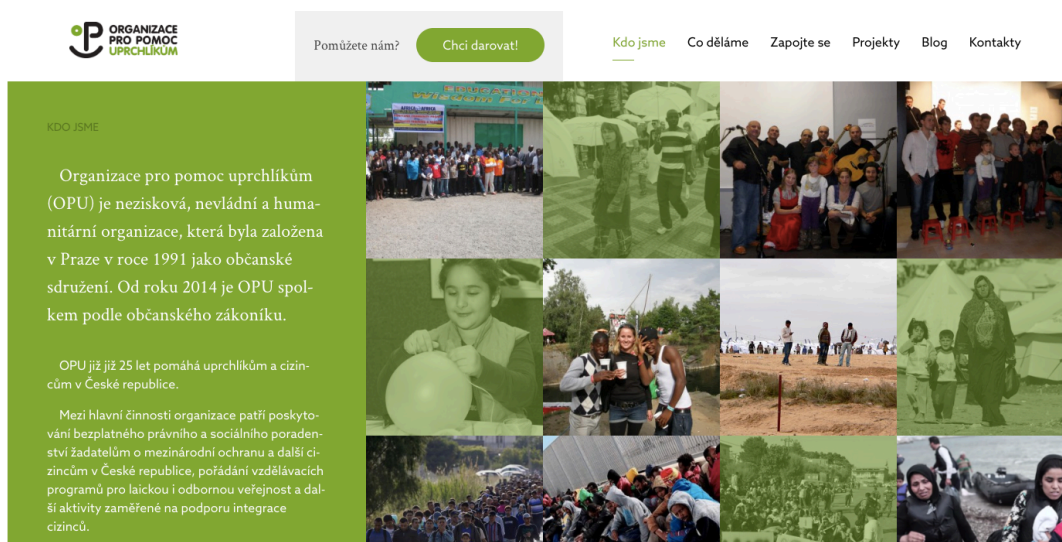 ORGANIZACE
PRO POMOC
UPRCHLÍKŮM
Pomůžete nám?
Chci darovat!
Kdo jsme
Co děláme
Zapojte se
Projekty
Blog
Kontakty
KDO JSME
Organizace pro pomoc uprchlíkům
(OPU) je nezisková, nevládní a huma-
nitární organizace, která byla založena
v Praze v roce 1991 jako občanské
sdružení. Od roku 2014 je OPU spol-
kem podle občanského zákoníku.
OPU již již 25 let pomáhá uprchlíkům a cizin-
cům v České republice.
Mezi hlavní činnosti organizace patří poskyto-
vání bezplatného právního a sociálního poraden-
ství žadatelům o mezinárodní ochranu a další ci-
zincům v České republice, pořádání vzdělávacích
programů pro laickou i odbornou veřejnost a dal-
ší aktivity zaměřené na podporu integrace
cizinců.